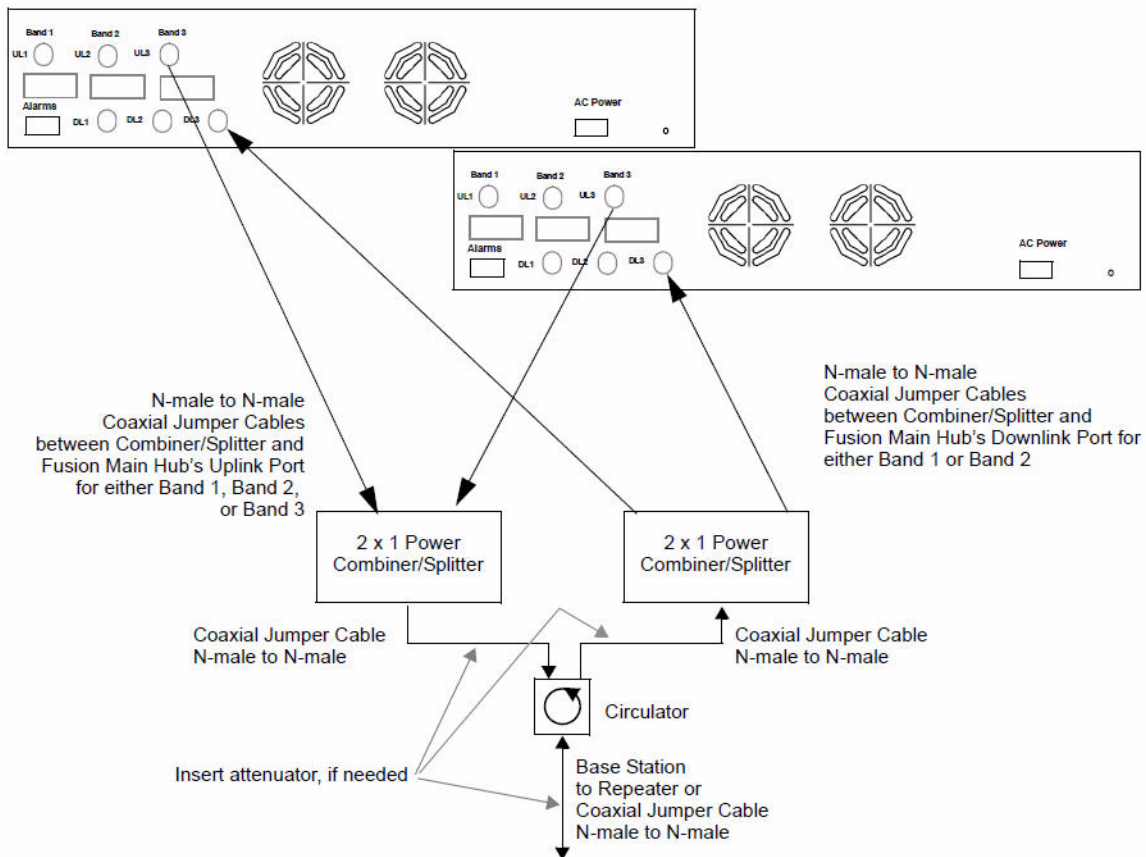 Band 1
Band 2
Band 3
UL1
UL2
UL3
Alarms
DL1
DL2
DL3
AC Power
Band 1
Band 2
Band 3
UL1
UL2
UL3
Alarms
DL1
DL2
DL3
AC Power
N-male to N-male
Coaxial Jumper Cables
between Combiner/Splitter and
Fusion Main Hub's Uplink Port
for either Band 1, Band 2,
or Band 3
N-male to N-male
Coaxial Jumper Cables
between Combiner/Splitter and
Fusion Main Hub's Downlink Port for
either Band 1 or Band 2
2 x 1 Power
Combiner/Splitter
2 x 1 Power
Combiner/Splitter
Coaxial Jumper Cable
N-male to N-male
Coaxial Jumper Cable
N-male to N-male
Circulator
Insert attenuator, if needed
Base Station
to Repeater or
Coaxial Jumper Cable
N-male to N-male